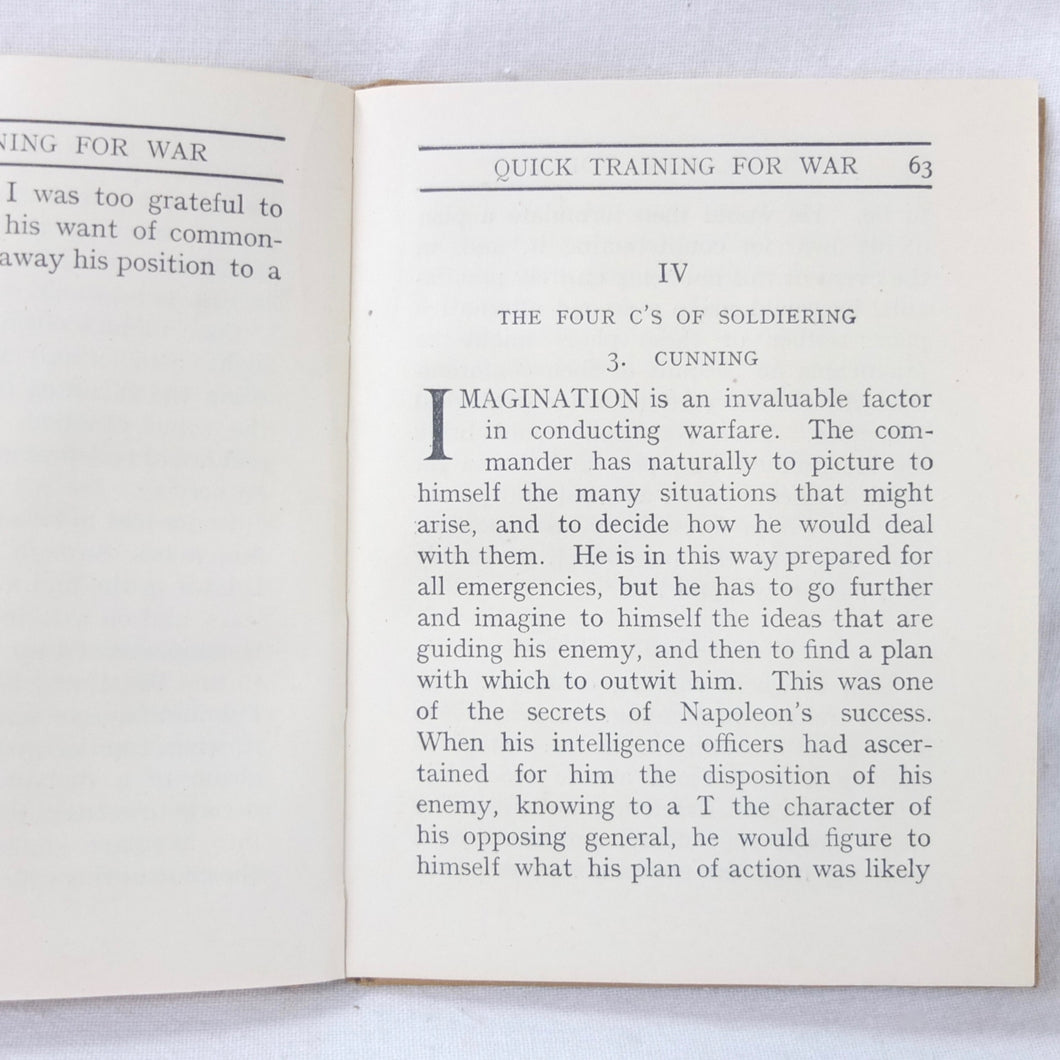 NING FOR WAR
I was too grateful to
his want of common-
away his position to a
QUICK TRAINING FOR WAR 63
IV
THE FOUR C'S OF SOLDIERING
3. CUNNING
IMAGINATION is an invaluable factor
in conducting warfare. The com-
mander has naturally to picture to
himself the many situations that might
arise, and to decide how he would deal
with them. He is in this way prepared for
all emergencies, but he has to go further
and imagine to himself the ideas that are
guiding his enemy, and then to find a plan
with which to outwit him. This was one
of the secrets of Napoleon's success.
When his intelligence officers had ascer-
tained for him the disposition of his
enemy, knowing to a T the character of
his opposing general, he would figure to
himself what his plan of action was likely